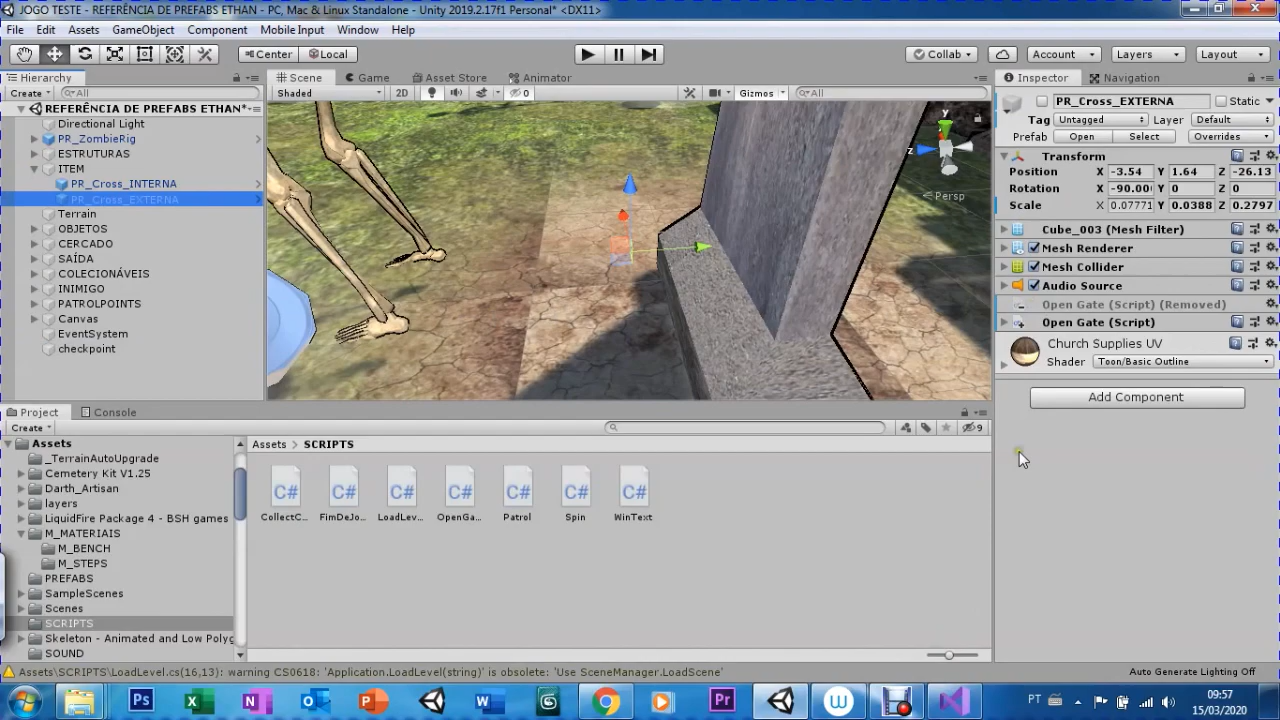 JOGO TESTE - REFERÊNCIA DE PREFABS ETHAN - PC, Mac & Linux Standalone - Unity 2019.2.17f1 Personal* <DX11>
File Edit Assets GameObject Component Mobile Input Window Help
Center Local Collab Account Layers Layout
Hierarchy Scene Game Asset Store Animator Inspector Navigation
Create All Shaded 2D 0 Gizmos All
REFERÊNCIA DE PREFABS ETHAN*
Directional Light
PR_ZombieRig
ESTRUTURAS
ITEM
PR_Cross_INTERNA
PR_Cross_EXTERNA
Terrain
OBJETOS
CERCADO
SAÍDA
COLECIONÁVEIS
INIMIGO
PATROLPOINTS
Canvas
EventSystem
checkpoint
y
z
Persp
PR_Cross_EXTERNA Static
Tag Untagged Layer Default
Prefab Open Select Overrides
Transform
Position X -3.54 Y 1.64 Z -26.13
Rotation X -90.00 Y 0 Z 0
Scale X 0.07771 Y 0.0388 Z 0.2797
Cube_003 (Mesh Filter)
Mesh Renderer
Mesh Collider
Audio Source
Open Gate (Script) (Removed)
Open Gate (Script)
Church Supplies UV
Shader Toon/Basic Outline
Add Component
Project Console
Create 9
Assets
_TerrainAutoUpgrade
Cemetery Kit V1.25
Darth_Artisan
layers
LiquidFire Package 4 - BSH games
M_MATERIAIS
M_BENCH
M_STEPS
PREFABS
SampleScenes
Scenes
SCRIPTS
Skeleton - Animated and Low Polyg
SOUND
Assets > SCRIPTS
C# C# C# C# C# C# C#
CollectC... FimDeJo... LoadLev... OpenGa... Patrol Spin WinText
Assets\SCRIPTS\LoadLevel.cs(16,13): warning CS0618: 'Application.LoadLevel(string)' is obsolete: 'Use SceneManager.LoadScene'
Auto Generate Lighting Off
Ps X N O P W Pr W
PT
09:57
15/03/2020